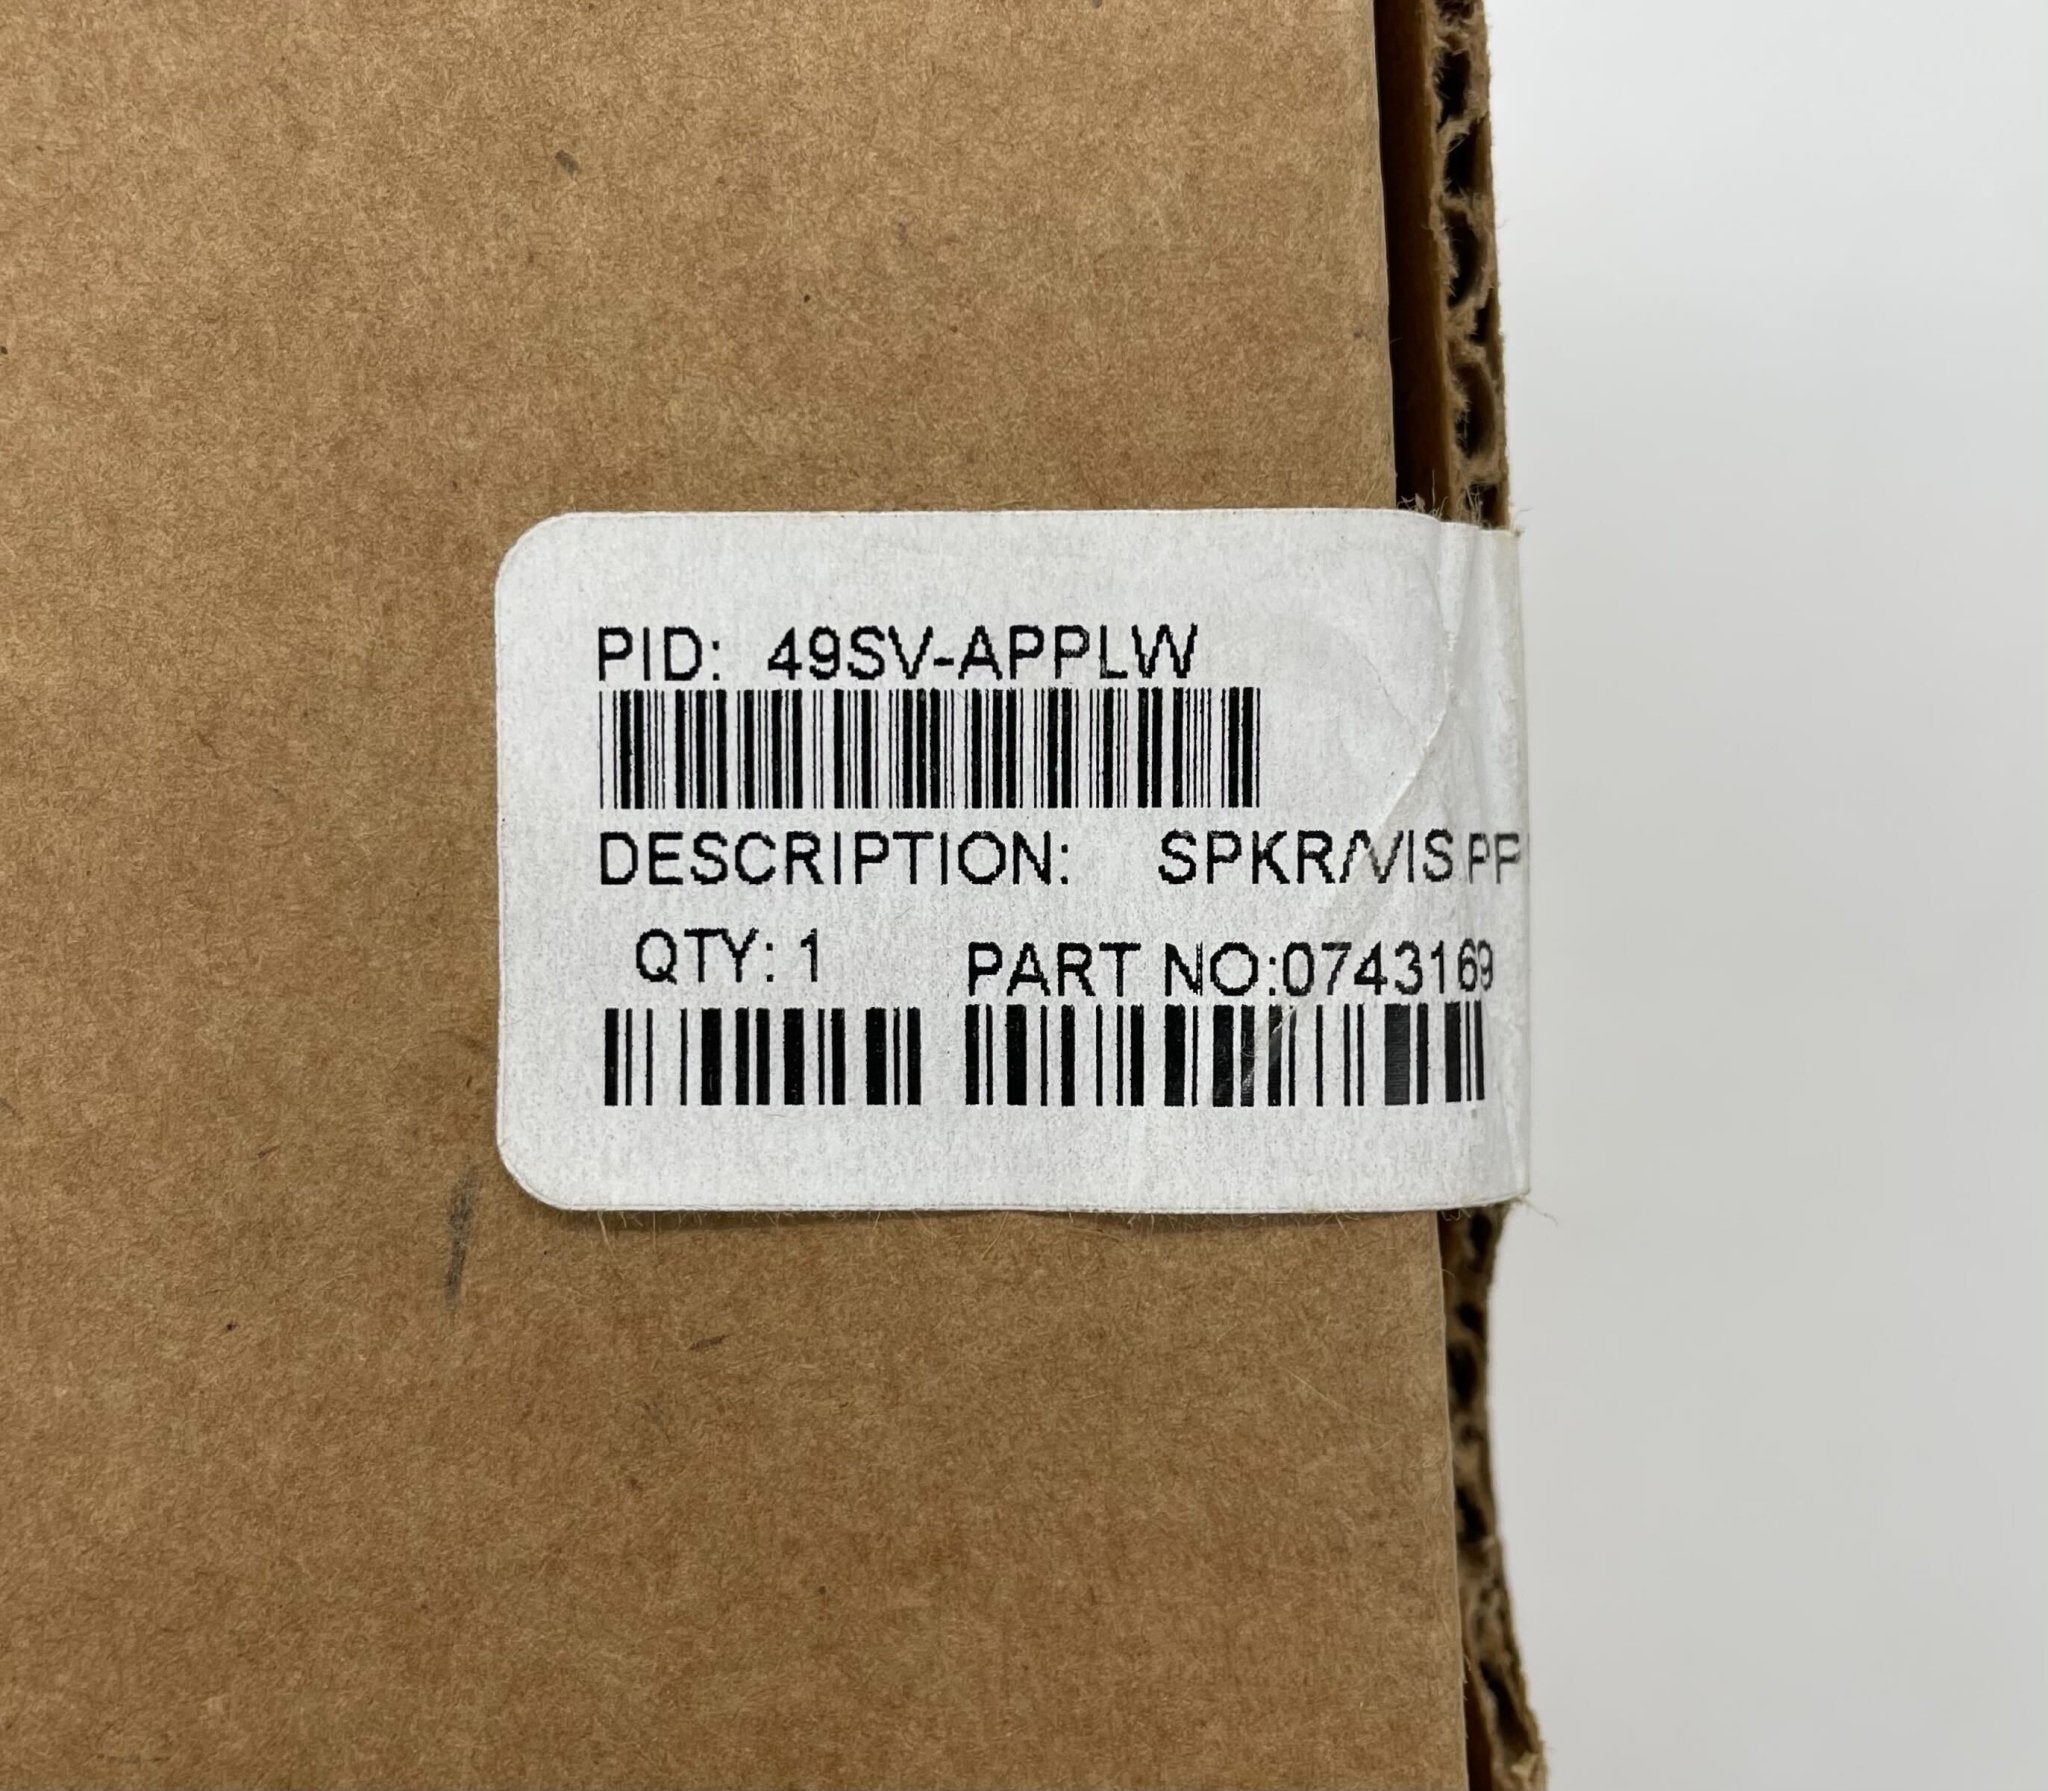 PID: 49SV-APPLW
DESCRIPTION: SPKR/VIS
QTY: 1 PART NO:0743169